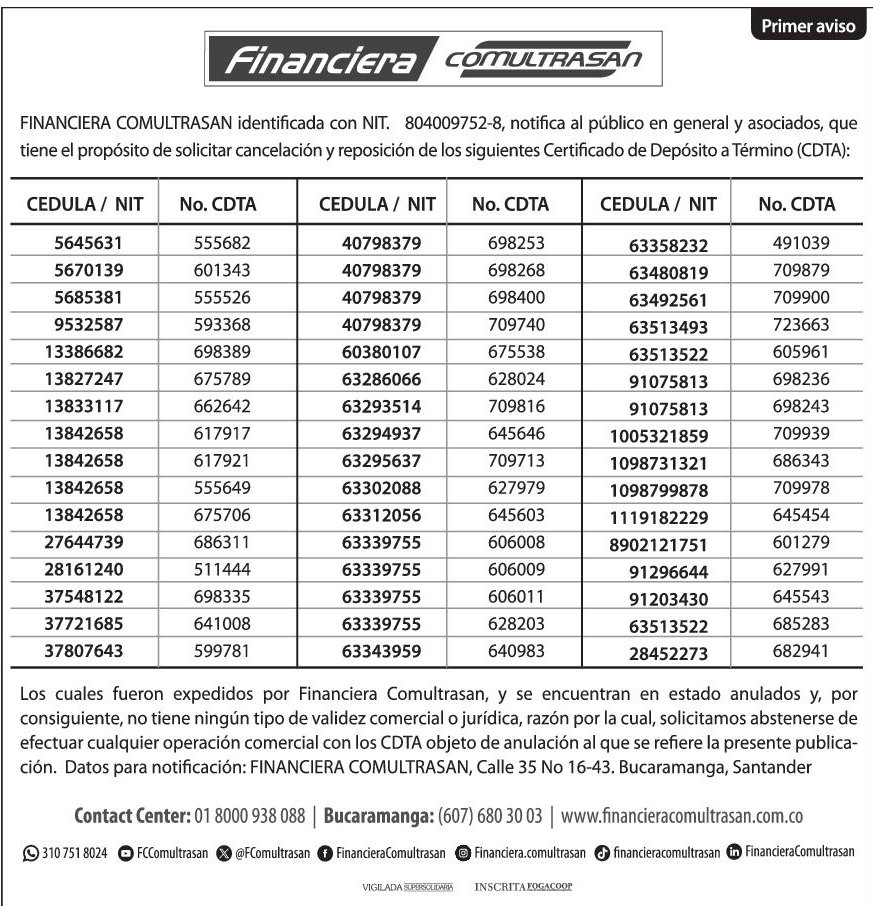 Primer aviso
Financiera COMULTRASAN
FINANCIERA COMULTRASAN identificada con NIT. 804009752-8, notifica al público en general y asociados, que
tiene el propósito de solicitar cancelación y reposición de los siguientes Certificado de Depósito a Término (CDTA):
CEDULA / NIT No. CDTA CEDULA / NIT No. CDTA CEDULA / NIT No. CDTA
5645631 555682 40798379 698253 63358232 491039
5670139 601343 40798379 698268 63480819 709879
5685381 555526 40798379 698400 63492561 709900
9532587 593368 40798379 709740 63513493 723663
13386682 698389 60380107 675538 63513522 605961
13827247 675789 63286066 628024 91075813 698236
13833117 662642 63293514 709816 91075813 698243
13842658 617917 63294937 645646 1005321859 709939
13842658 617921 63295637 709713 1098731321 686343
13842658 555649 63302088 627979 1098799878 709978
13842658 675706 63312056 645603 1119182229 645454
27644739 686311 63339755 606008 8902121751 601279
28161240 511444 63339755 606009 91296644 627991
37548122 698335 63339755 606011 91203430 645543
37721685 641008 63339755 628203 63513522 685283
37807643 599781 63343959 640983 28452273 682941
Los cuales fueron expedidos por Financiera Comultrasan, y se encuentran en estado anulados y, por
consiguiente, no tiene ningún tipo de validez comercial o jurídica, razón por la cual, solicitamos abstenerse de
efectuar cualquier operación comercial con los CDTA objeto de anulación al que se refiere la presente publica-
ción. Datos para notificación: FINANCIERA COMULTRASAN, Calle 35 No 16-43. Bucaramanga, Santander
Contact Center: 01 8000 938 088 | Bucaramanga: (607) 680 30 03 | www.financieracomultrasan.com.co
310 751 8024 FCComultrasan @FComultrasan FinancieraComultrasan Financiera.comultrasan financieracomultrasan FinancieraComultrasan
VIGILADA SUPERSOLIDARIA INSCRITA FOGACOOP